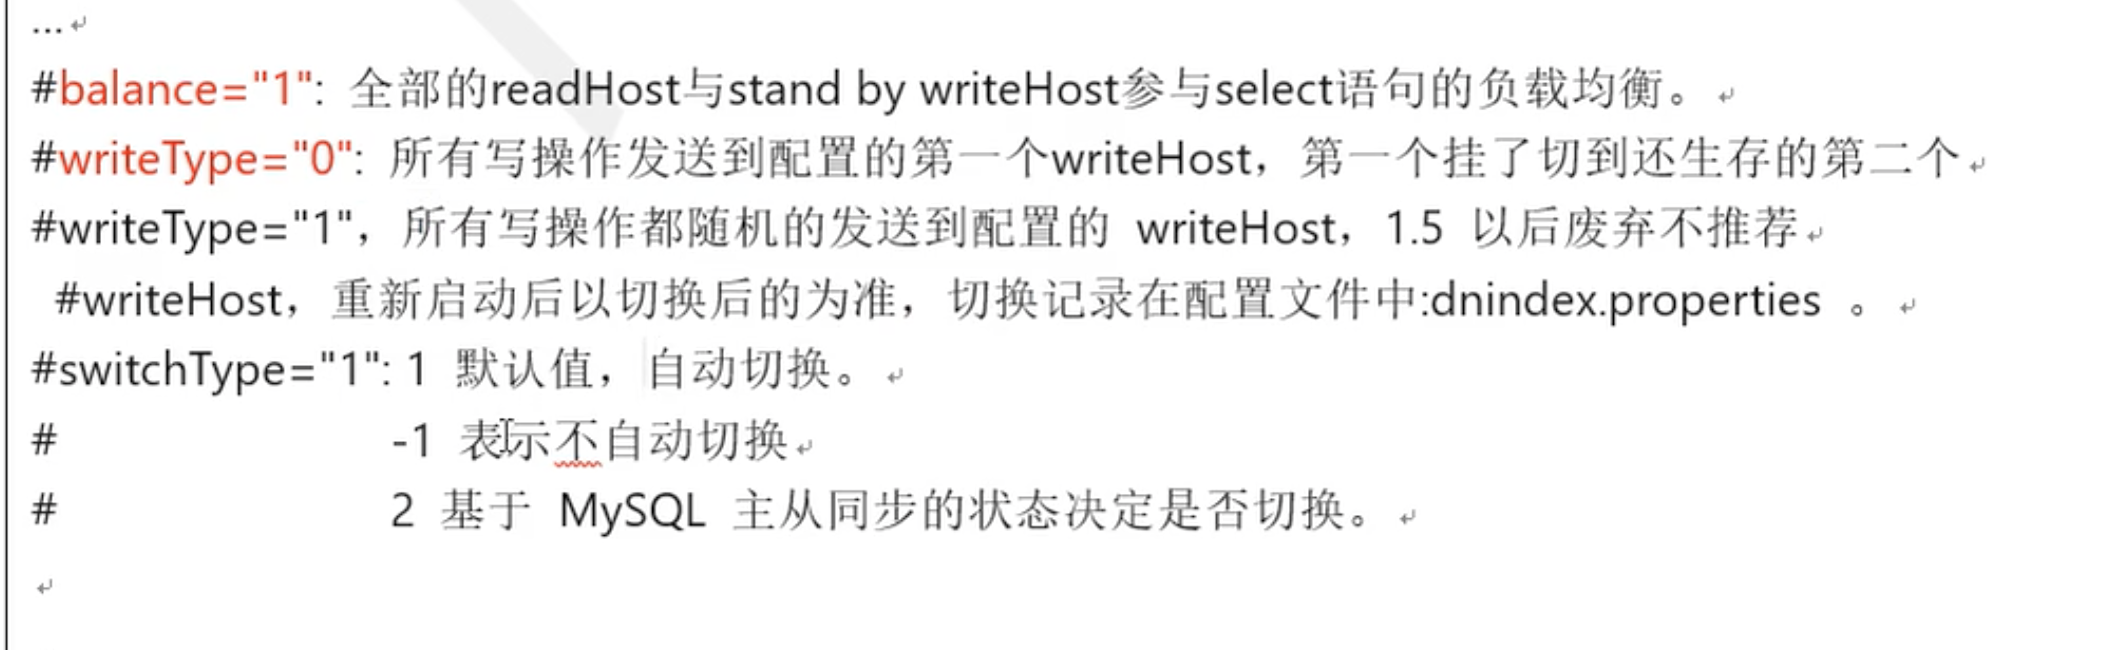 ...
#balance="1": 全部的readHost与stand by writeHost参与select语句的负载均衡。
#writeType="0": 所有写操作发送到配置的第一个writeHost，第一个挂了切到还生存的第二个
#writeType="1"，所有写操作都随机的发送到配置的 writeHost，1.5 以后废弃不推荐
#writeHost，重新启动后以切换后的为准，切换记录在配置文件中:dnindex.properties 。
#switchType="1": 1 默认值，自动切换。
# -1 表示不自动切换
# 2 基于 MySQL 主从同步的状态决定是否切换。